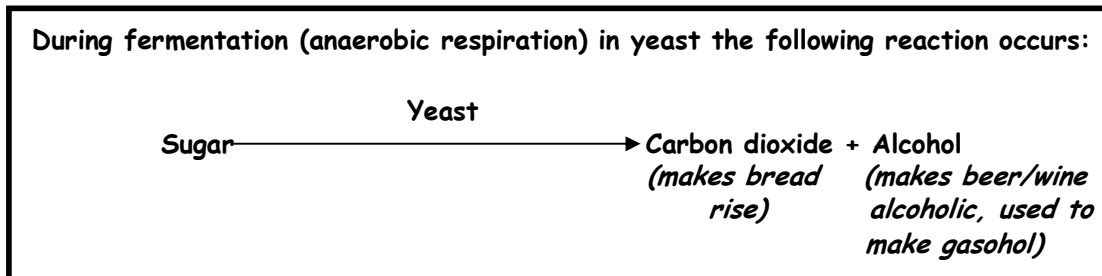 During fermentation (anaerobic respiration) in yeast the following reaction occurs:
Yeast
Sugar → Carbon dioxide + Alcohol
(makes bread (makes beer/wine
rise) alcoholic, used to
make gasohol)